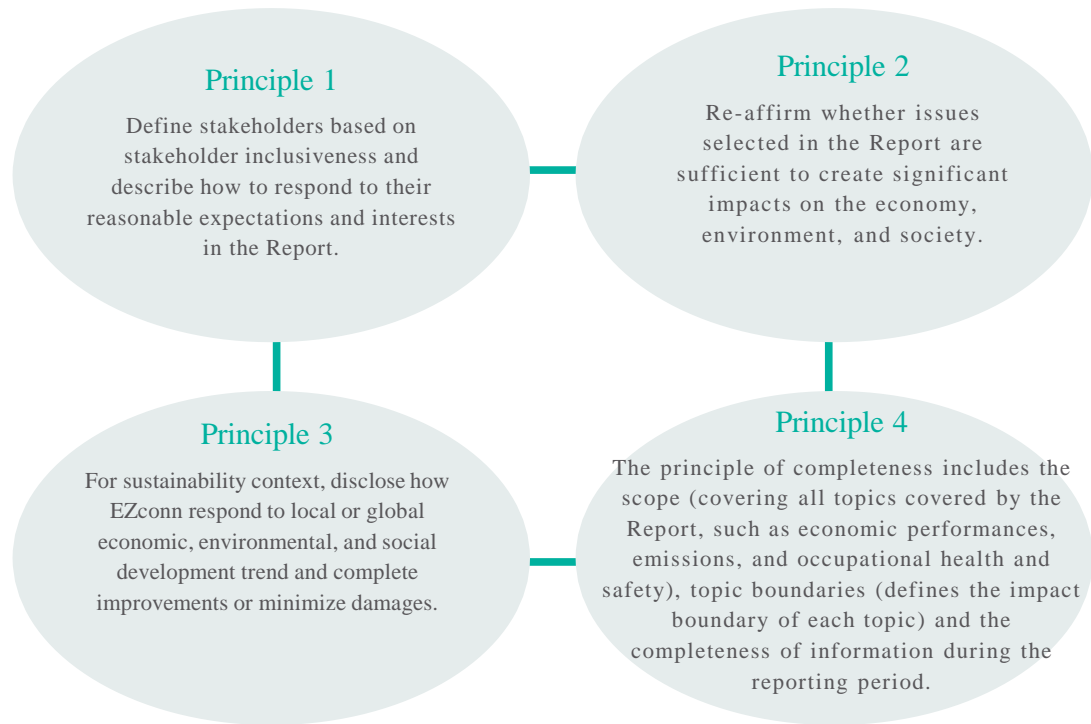 Principle 1
Define stakeholders based on
stakeholder inclusiveness and
describe how to respond to their
reasonable expectations and interests
in the Report.
Principle 2
Re-affirm whether issues
selected in the Report are
sufficient to create significant
impacts on the economy,
environment, and society.
Principle 3
For sustainability context, disclose how
EZconn respond to local or global
economic, environmental, and social
development trend and complete
improvements or minimize damages.
Principle 4
The principle of completeness includes the
scope (covering all topics covered by the
Report, such as economic performances,
emissions, and occupational health and
safety), topic boundaries (defines the impact
boundary of each topic) and the
completeness of information during the
reporting period.